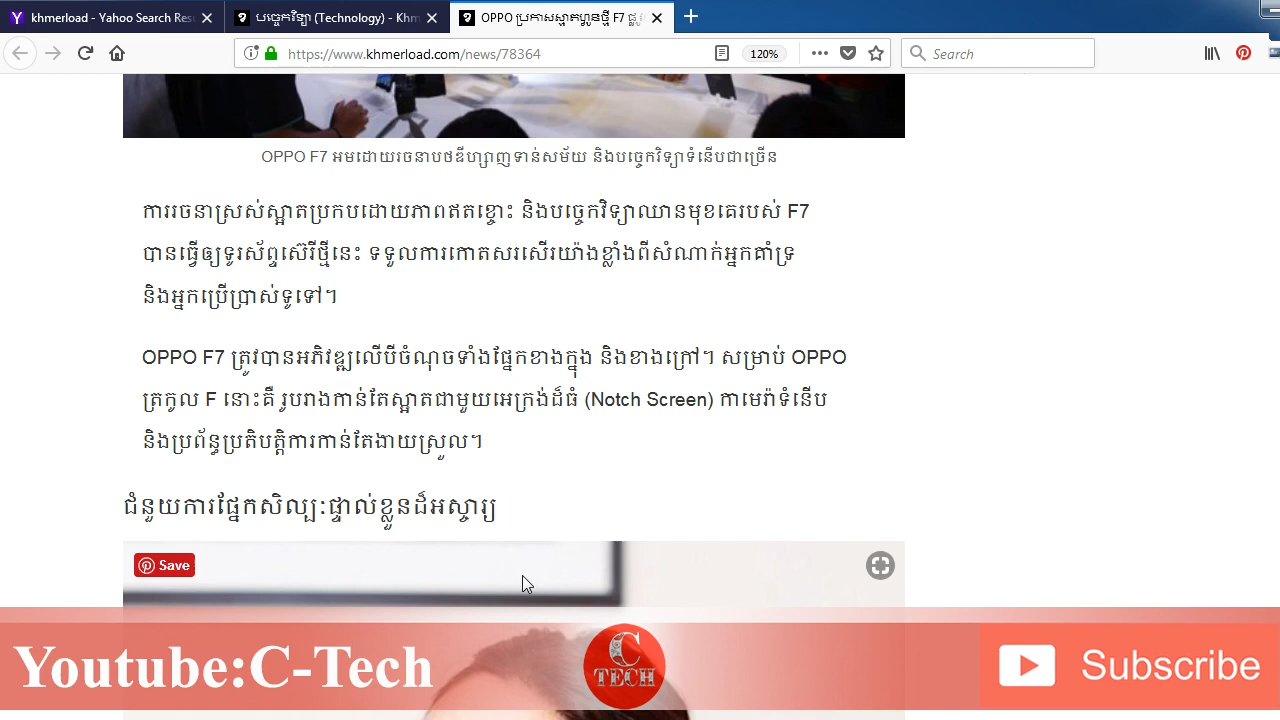 khmerload - Yahoo Search Res
បច្ចេកវិទ្យា (Technology) - Khm
OPPO ប្រកាសស្មាតហ្វូនថ្មី F7 ផ្លូវ
https://www.khmerload.com/news/78364
120%
Search
OPPO F7 អមដោយរចនាបថឌីហ្សាញទាន់សម័យ និងបច្ចេកវិទ្យាទំនើបជាច្រើន
ការរចនាស្រស់ស្អាតប្រកបដោយភាពឥតខ្ចោះ និងបច្ចេកវិទ្យាឈានមុខគេរបស់ F7
បានធ្វើឲ្យទូរស័ព្ទស៊េរីថ្មីនេះ ទទួលការកោតសរសើរយ៉ាងខ្លាំងពីសំណាក់អ្នកគាំទ្រ
និងអ្នកប្រើប្រាស់ទូទៅ។
OPPO F7 ត្រូវបានអភិវឌ្ឍលើបីចំណុចទាំងផ្នែកខាងក្នុង និងខាងក្រៅ។ សម្រាប់ OPPO
ត្រកូល F នោះគឺ រូបរាងកាន់តែស្អាតជាមួយអេក្រង់ដ៏ធំ (Notch Screen) កាមេរ៉ាទំនើប
និងប្រព័ន្ធប្រតិបត្តិការកាន់តែងាយស្រួល។
ជំនួយការផ្នែកសិល្បៈផ្ទាល់ខ្លួនដ៏អស្ចារ្យ
Save
Youtube:C-Tech
C
TECH
Subscribe